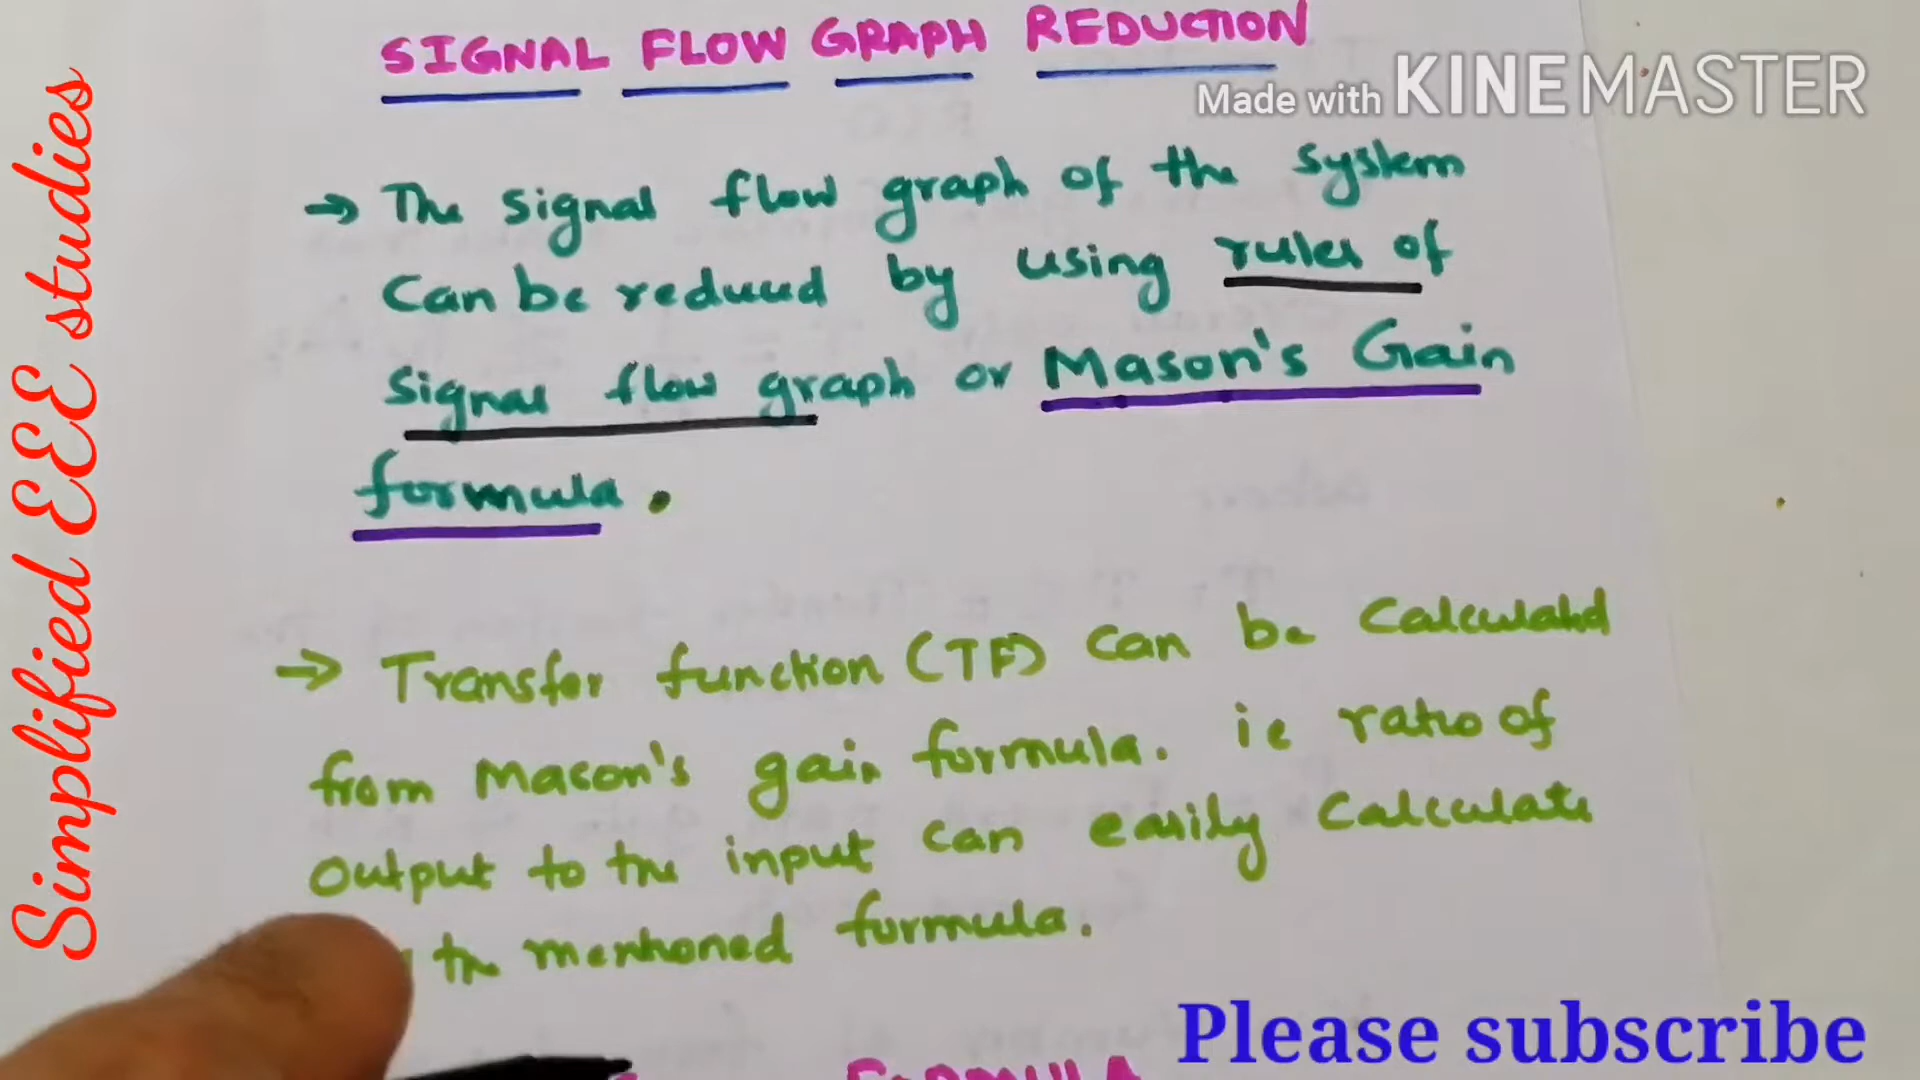 SIGNAL FLOW GRAPH REDUCTION
Made with KINEMASTER
→ The signal flow graph of the system
Can be reduced by using rules of
signal flow graph or Mason's Gain
formula.
→ Transfer function (TF) can be calculated
from Mason's gain formula. ie ratio of
output to the input can easily calculate
the mentioned formula.
FORMULA
Simplified EEE studies
Please subscribe